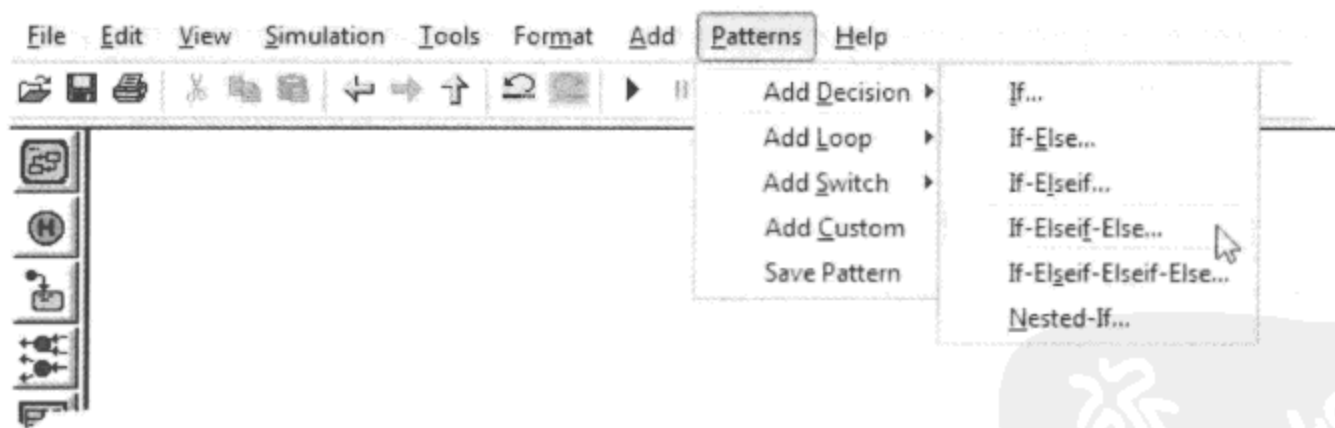 File Edit View Simulation Tools Format Add Patterns Help
Add Decision
Add Loop
Add Switch
Add Custom
Save Pattern
If...
If-Else...
If-Elseif...
If-Elseif-Else...
If-Elseif-Elseif-Else...
Nested-If...
H